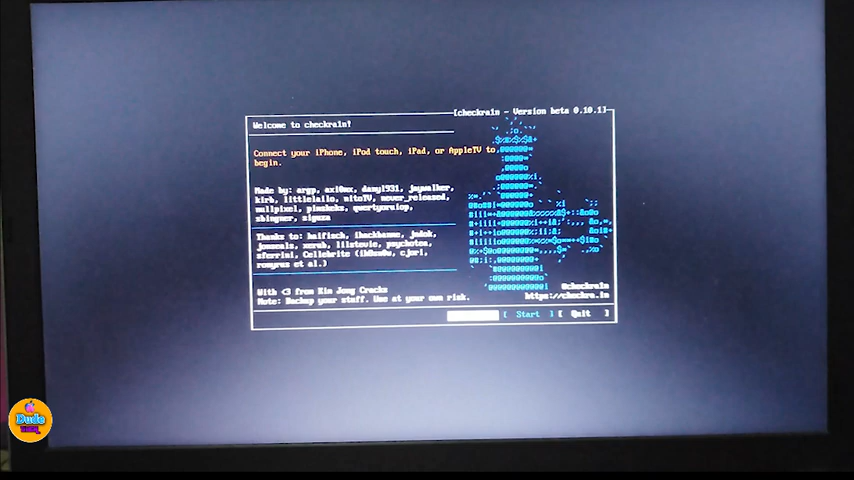 [checkra1n - Version beta 0.10.1]
Welcome to checkra1n!
Connect your iPhone, iPod touch, iPad, or AppleTV to
begin.
Made by: argp, axi0mx, danyl931, jaywalker,
kirb, littlelailo, nitoTV, never_released,
nullpixel, pimskeks, qwertyoruiop,
sbingner, siguza
Thanks to: haifisch, jndok,
jonseals, xerub, lilstevie, psychotea,
sferrini, Cellebrite (ih8sn0w, cjori,
ronyrus et al.)
With <3 from Kim Jong Cracks
Note: Backup your stuff. Use at your own risk.
@checkra1n
https://checkra.in
[ Start ] [ Quit ]
Dude